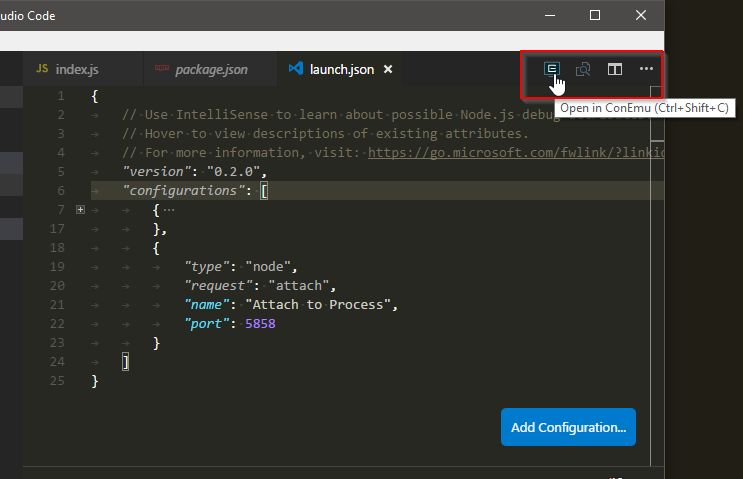 udio Code
JS index.js
npm package.json
launch.json ×
Open in ConEmu (Ctrl+Shift+C)
1 {
2 // Use IntelliSense to learn about possible Node.js debug
3 // Hover to view descriptions of existing attributes.
4 // For more information, visit: https://go.microsoft.com/fwlink/?linkid
5 "version": "0.2.0",
6 "configurations": [
7 { ...
17 },
18 {
19 "type": "node",
20 "request": "attach",
21 "name": "Attach to Process",
22 "port": 5858
23 }
24 ]
25 }
Add Configuration...